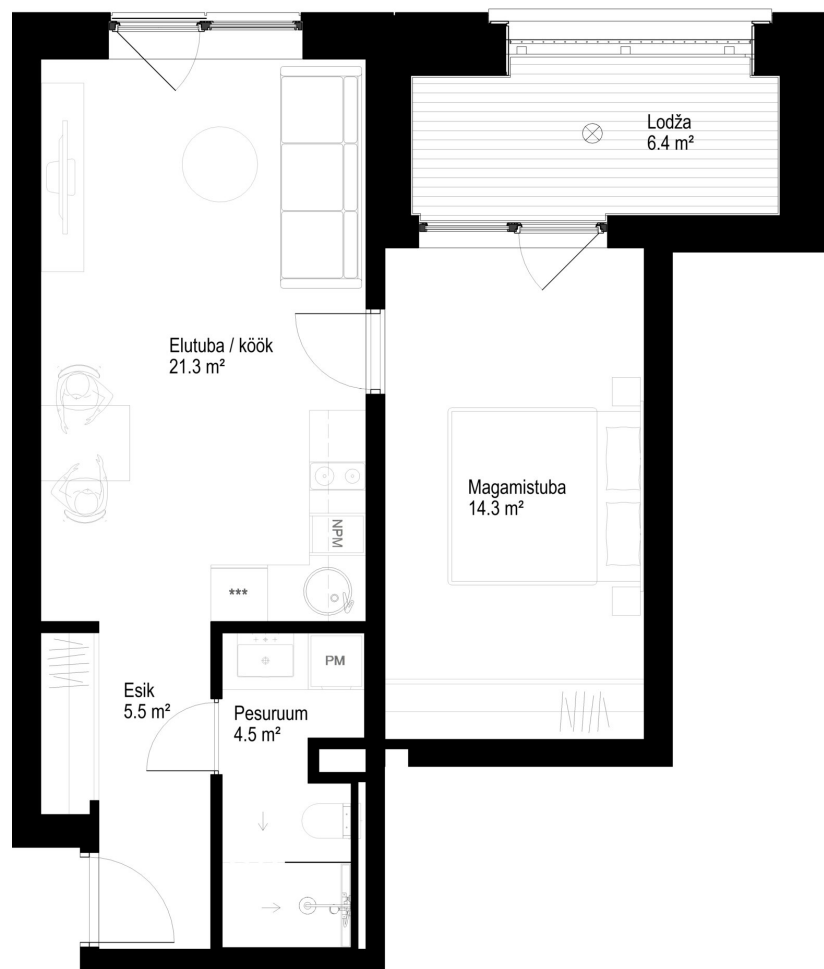 Lodža
6.4 m²
Elutuba / köök
21.3 m²
Magamistuba
14.3 m²
NPM
***
PM
Esik
5.5 m²
Pesuruum
4.5 m²